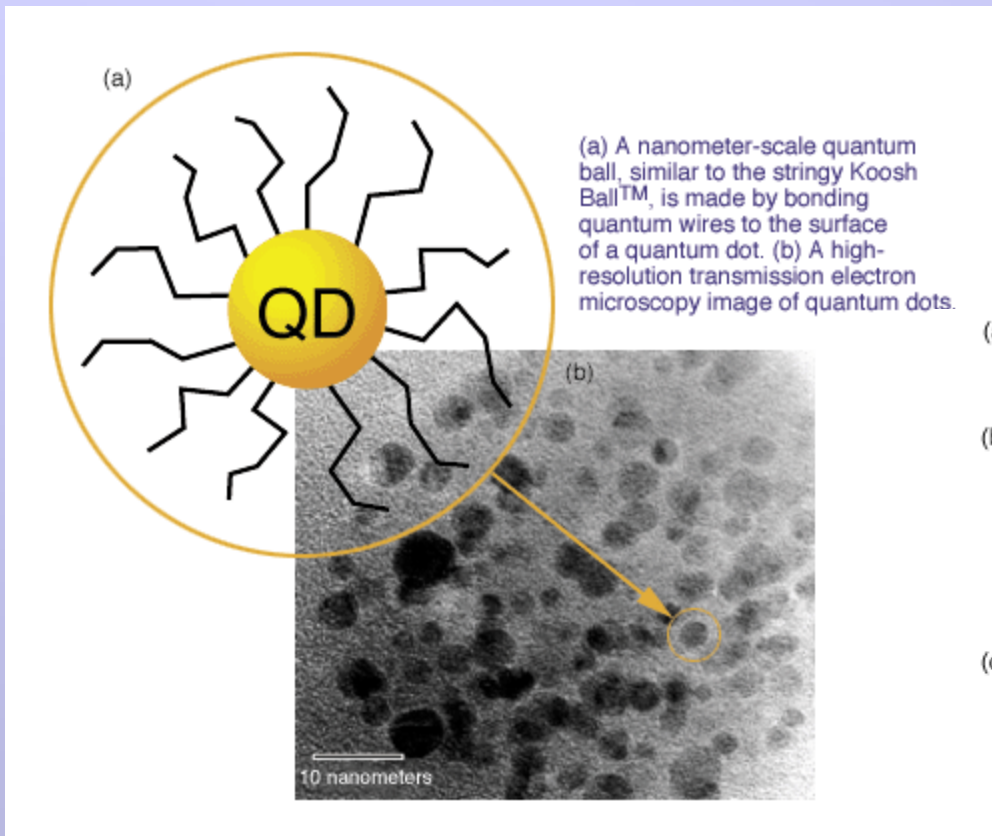 (a)
QD
(a) A nanometer-scale quantum
ball, similar to the stringy Koosh
Ball™, is made by bonding
quantum wires to the surface
of a quantum dot. (b) A high-
resolution transmission electron
microscopy image of quantum dots.
(b)
10 nanometers